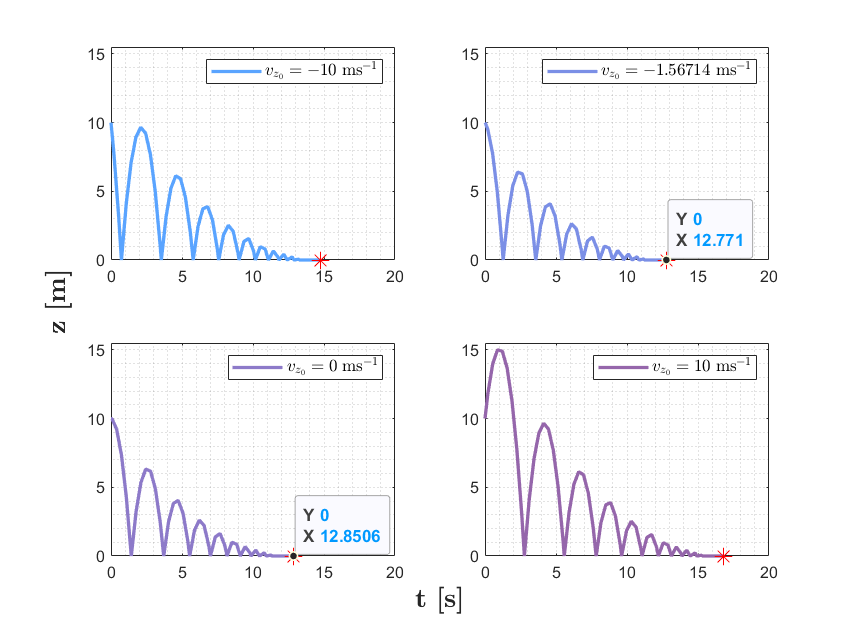 z [m]
15
10
5
0
0 5 10 15 20
v_{z_0} = −10 ms^{−1}
15
10
5
0
0 5 10 15 20
v_{z_0} = −1.56714 ms^{−1}
Y 0
X 12.771
15
10
5
0
0 5 10 15 20
v_{z_0} = 0 ms^{−1}
Y 0
X 12.8506
15
10
5
0
0 5 10 15 20
v_{z_0} = 10 ms^{−1}
t [s]